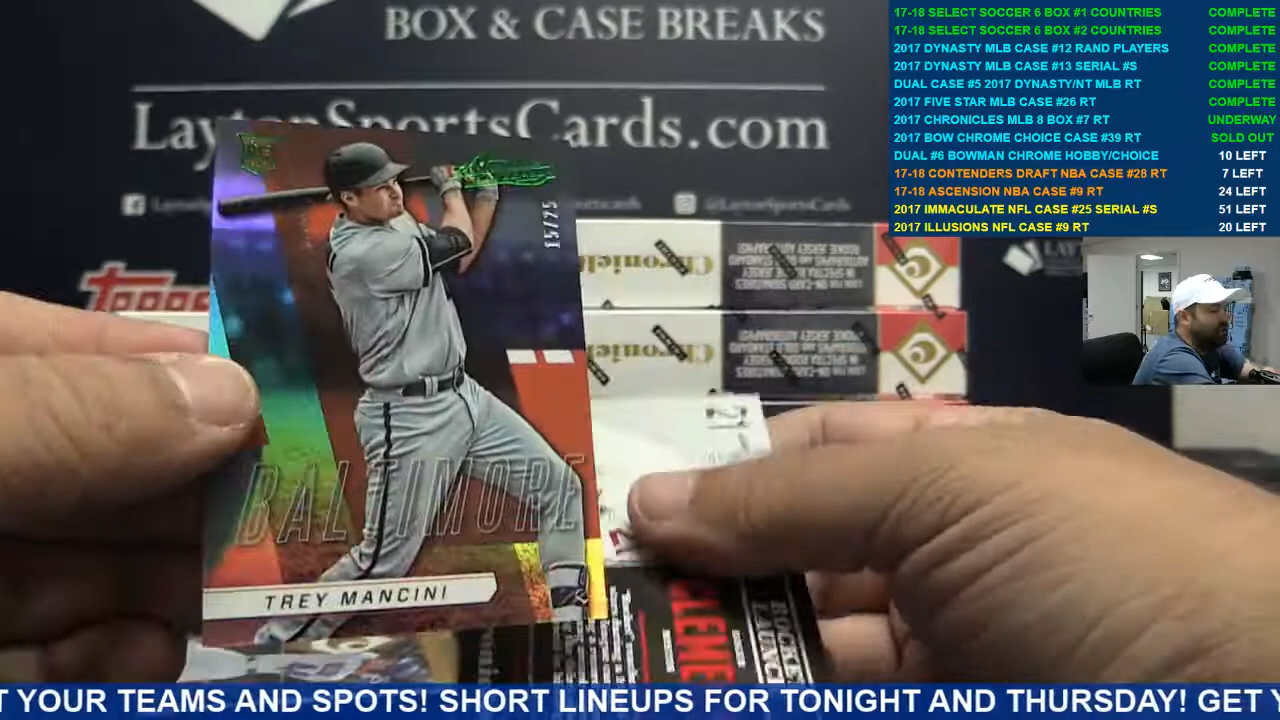 BOX & CASE BREAKS
LaytonSportsCards.com
17-18 SELECT SOCCER 6 BOX #1 COUNTRIES COMPLETE
17-18 SELECT SOCCER 6 BOX #2 COUNTRIES COMPLETE
2017 DYNASTY MLB CASE #12 RAND PLAYERS COMPLETE
2017 DYNASTY MLB CASE #13 SERIAL #S COMPLETE
DUAL CASE #5 2017 DYNASTY/NT MLB RT COMPLETE
2017 FIVE STAR MLB CASE #26 RT COMPLETE
2017 CHRONICLES MLB 8 BOX #7 RT UNDERWAY
2017 BOW CHROME CHOICE CASE #39 RT SOLD OUT
DUAL #6 BOWMAN CHROME HOBBY/CHOICE 10 LEFT
17-18 CONTENDERS DRAFT NBA CASE #28 RT 7 LEFT
17-18 ASCENSION NBA CASE #9 RT 24 LEFT
2017 IMMACULATE NFL CASE #25 SERIAL #S 51 LEFT
2017 ILLUSIONS NFL CASE #9 RT 20 LEFT
15/25
Topps
Chronicles
Chronicles
BALTIMORE
TREY MANCINI
T YOUR TEAMS AND SPOTS! SHORT LINEUPS FOR TONIGHT AND THURSDAY! GET Y